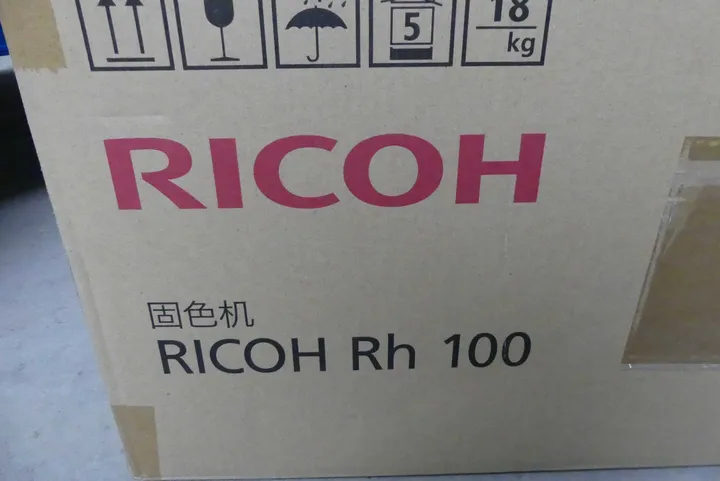 5
18
kg
RICOH
固色机
RICOH Rh 100